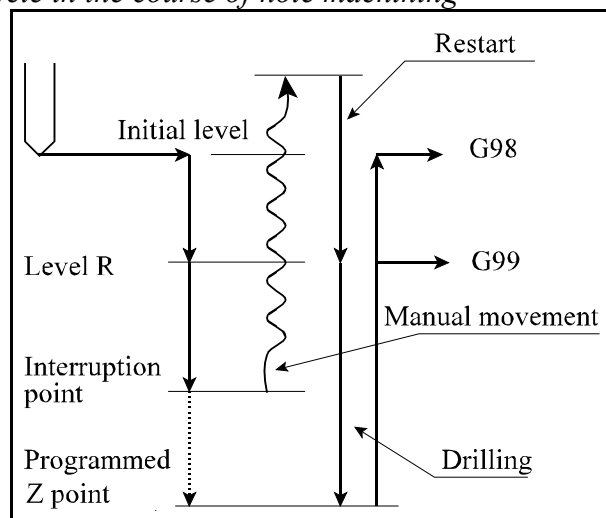 cle in the course of hole machining
Restart
Initial level
G98
Level R
G99
Manual movement
Interruption
point
Programmed
Z point
Drilling